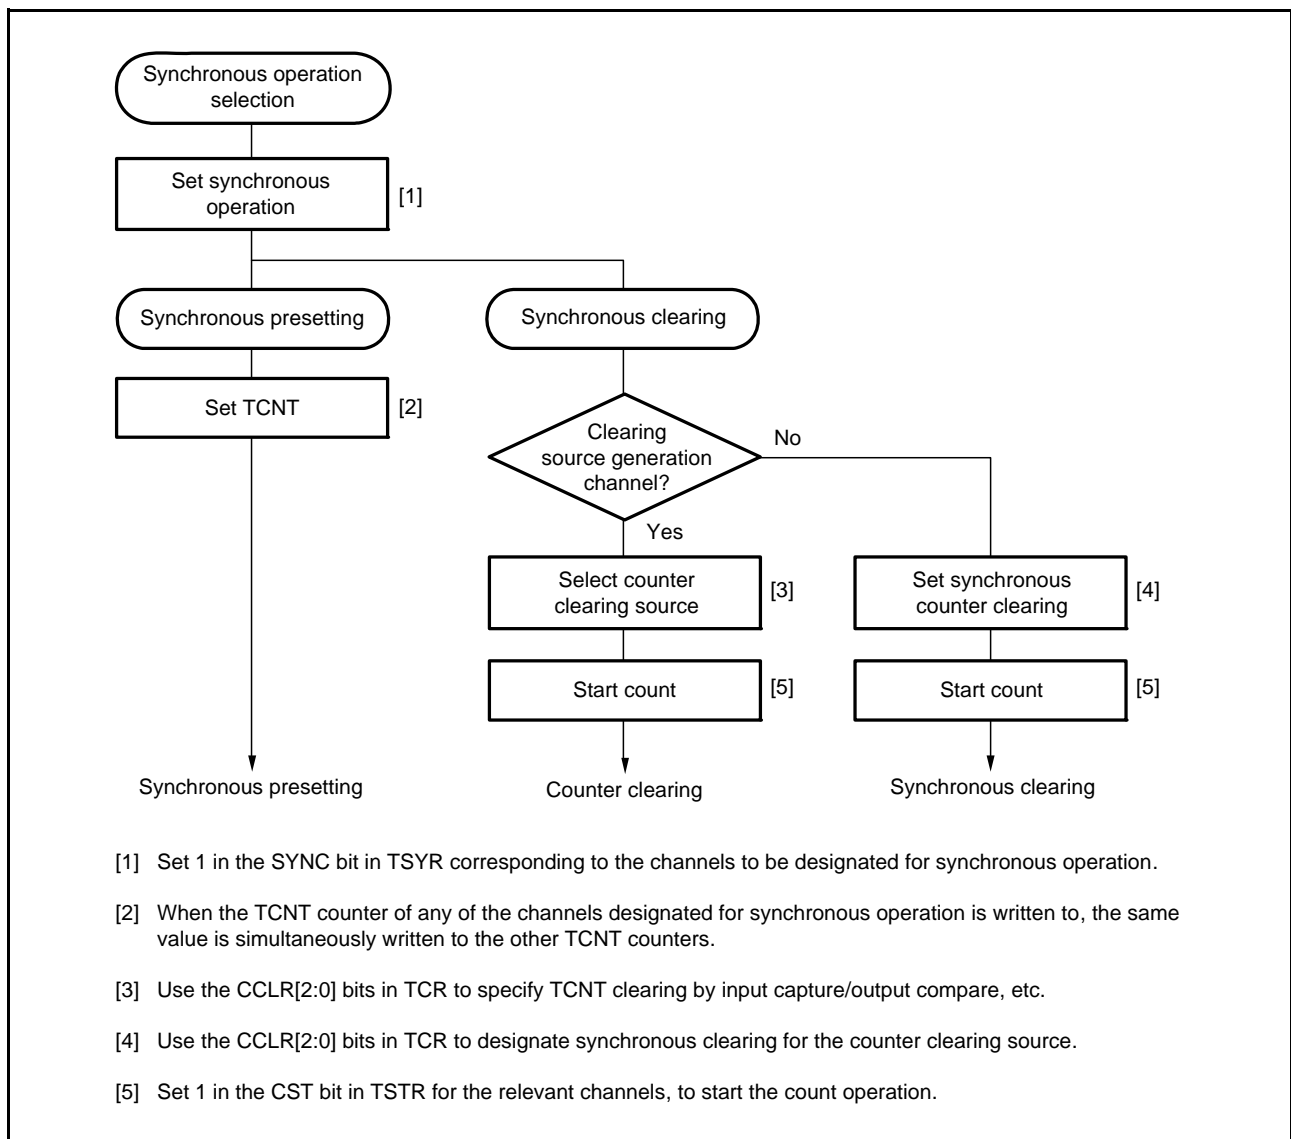 Synchronous operation
selection
Set synchronous
operation
[1]
Synchronous presetting
Synchronous clearing
Set TCNT
[2]
Clearing
source generation
channel?
No
Yes
Select counter
clearing source
[3]
Set synchronous
counter clearing
[4]
Start count
[5]
Start count
[5]
Synchronous presetting
Counter clearing
Synchronous clearing
[1] Set 1 in the SYNC bit in TSYR corresponding to the channels to be designated for synchronous operation.
[2] When the TCNT counter of any of the channels designated for synchronous operation is written to, the same
value is simultaneously written to the other TCNT counters.
[3] Use the CCLR[2:0] bits in TCR to specify TCNT clearing by input capture/output compare, etc.
[4] Use the CCLR[2:0] bits in TCR to designate synchronous clearing for the counter clearing source.
[5] Set 1 in the CST bit in TSTR for the relevant channels, to start the count operation.